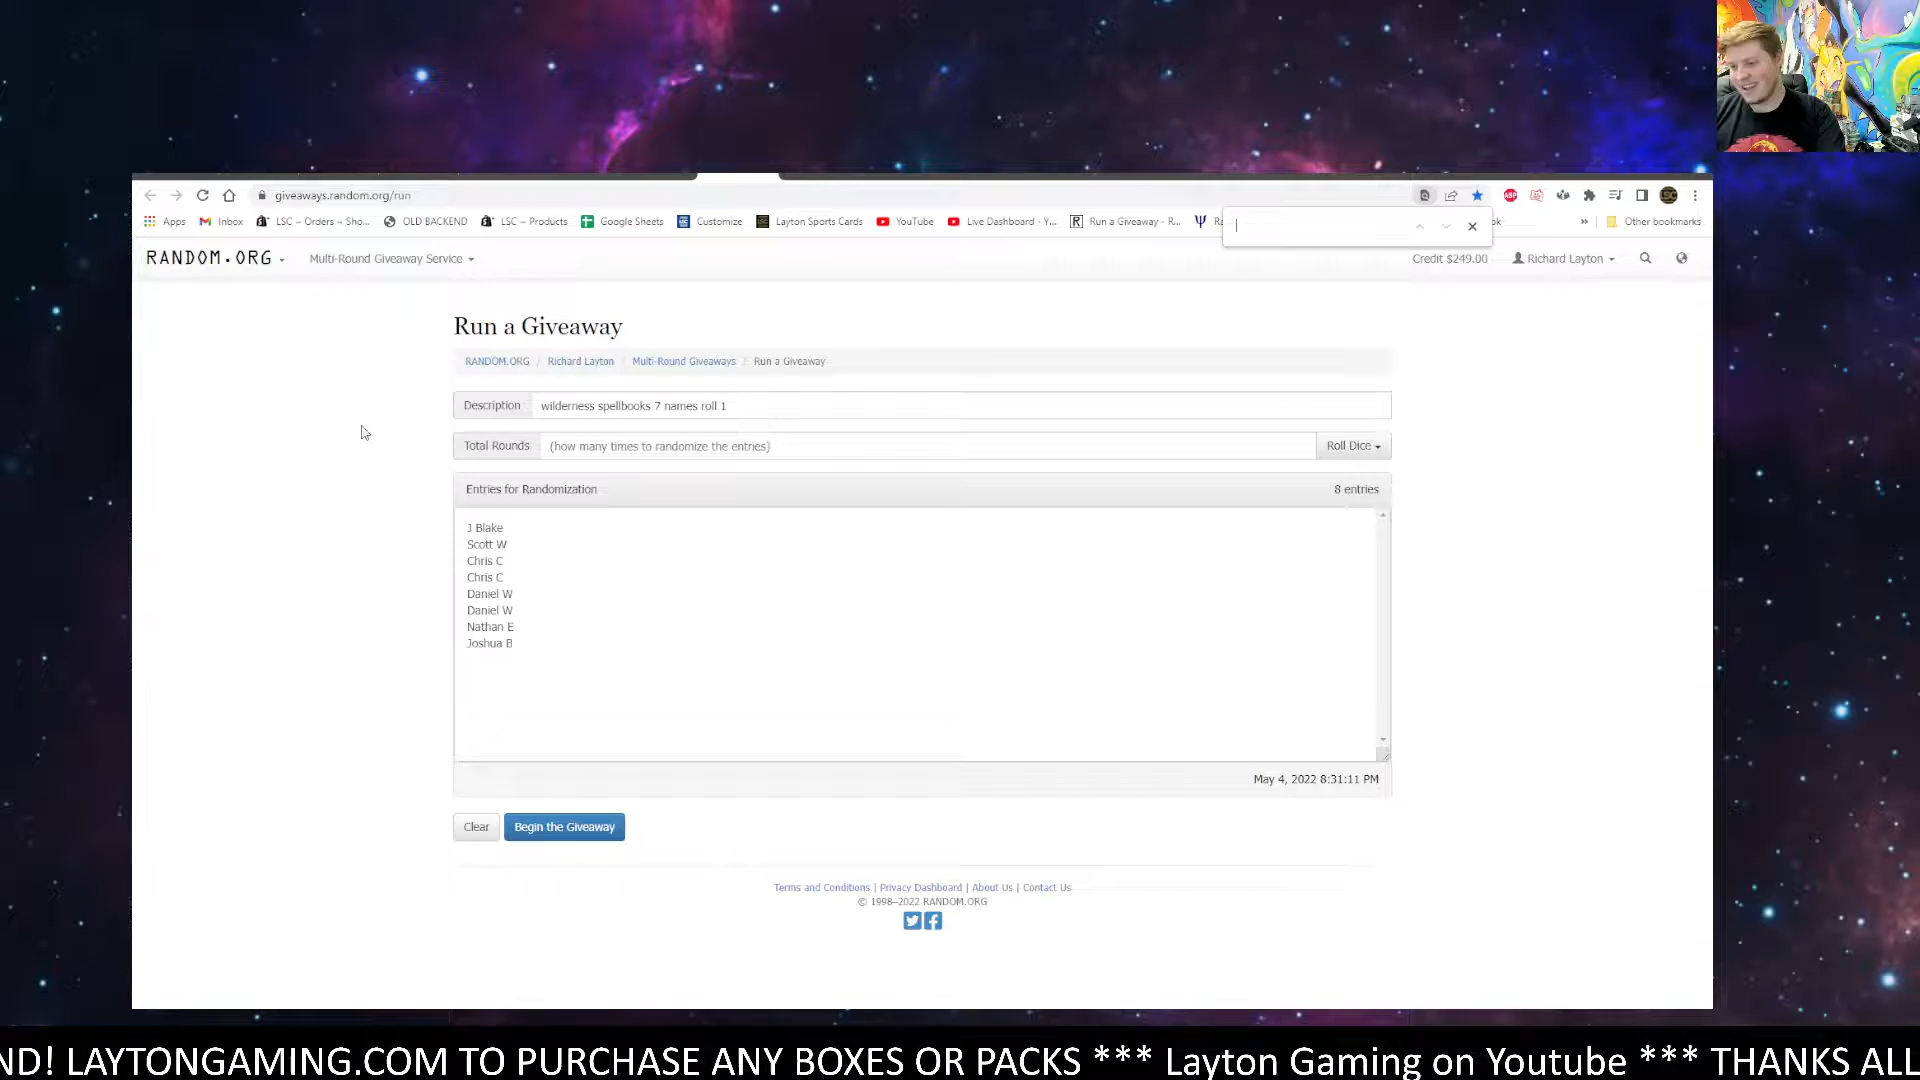 giveaways.random.org/run
Apps Inbox LSC ~ Orders ~ Sho... OLD BACKEND LSC ~ Products Google Sheets Customize Layton Sports Cards YouTube Live Dashboard - Y... Run a Giveaway - R... » Other bookmarks
RANDOM.ORG Multi-Round Giveaway Service Credit $249.00 Richard Layton
Run a Giveaway
RANDOM.ORG / Richard Layton / Multi-Round Giveaways / Run a Giveaway
Description wilderness spellbooks 7 names roll 1
Total Rounds (how many times to randomize the entries) Roll Dice
Entries for Randomization 8 entries
J Blake
Scott W
Chris C
Chris C
Daniel W
Daniel W
Nathan E
Joshua B
May 4, 2022 8:31:11 PM
Clear Begin the Giveaway
Terms and Conditions | Privacy Dashboard | About Us | Contact Us
© 1998–2022 RANDOM.ORG
ND! LAYTONGAMING.COM TO PURCHASE ANY BOXES OR PACKS *** Layton Gaming on Youtube *** THANKS ALL